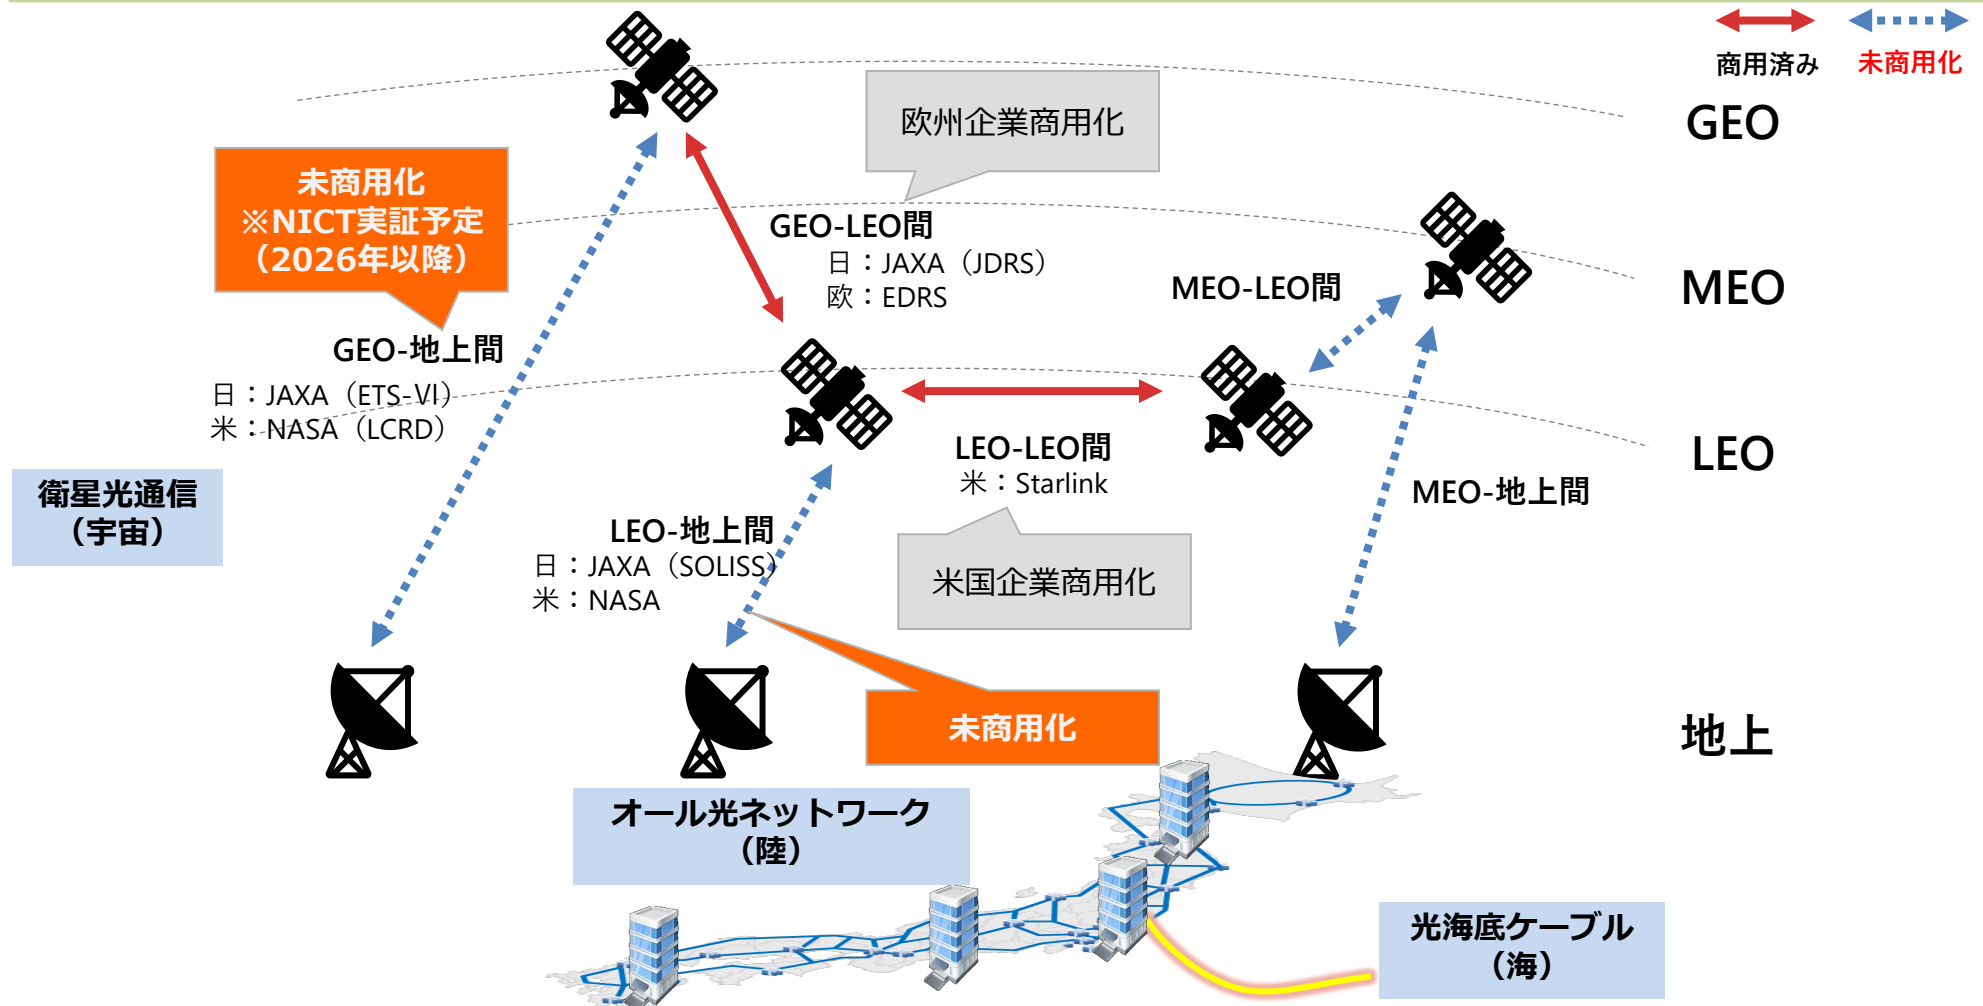 商用済み
未商用化
GEO
欧州企業商用化
未商用化
※NICT実証予定
（2026年以降）
GEO-LEO間
日：JAXA（JDRS）
欧：EDRS
MEO-LEO間
MEO
GEO-地上間
日：JAXA（ETS-Ⅵ）
米：NASA（LCRD）
LEO-LEO間
米：Starlink
LEO
MEO-地上間
衛星光通信
（宇宙）
LEO-地上間
日：JAXA（SOLISS）
米：NASA
米国企業商用化
未商用化
地上
オール光ネットワーク
（陸）
光海底ケーブル
（海）